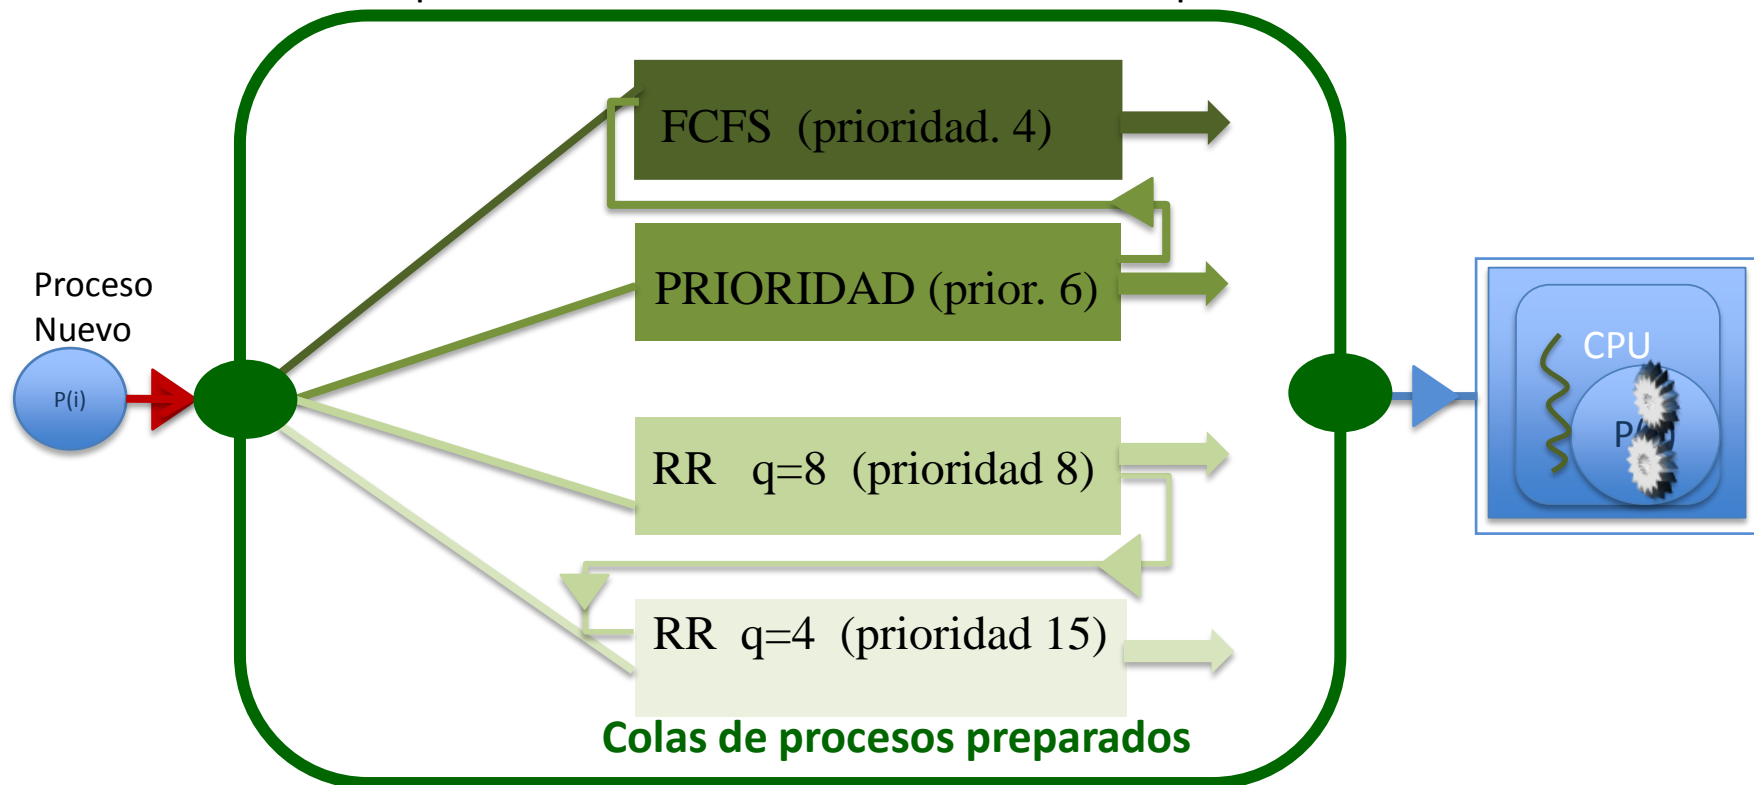 FCFS (prioridad. 4)
PRIORIDAD (prior. 6)
Proceso
Nuevo
P(i)
CPU
RR q=8 (prioridad 8)
RR q=4 (prioridad 15)
Colas de procesos preparados